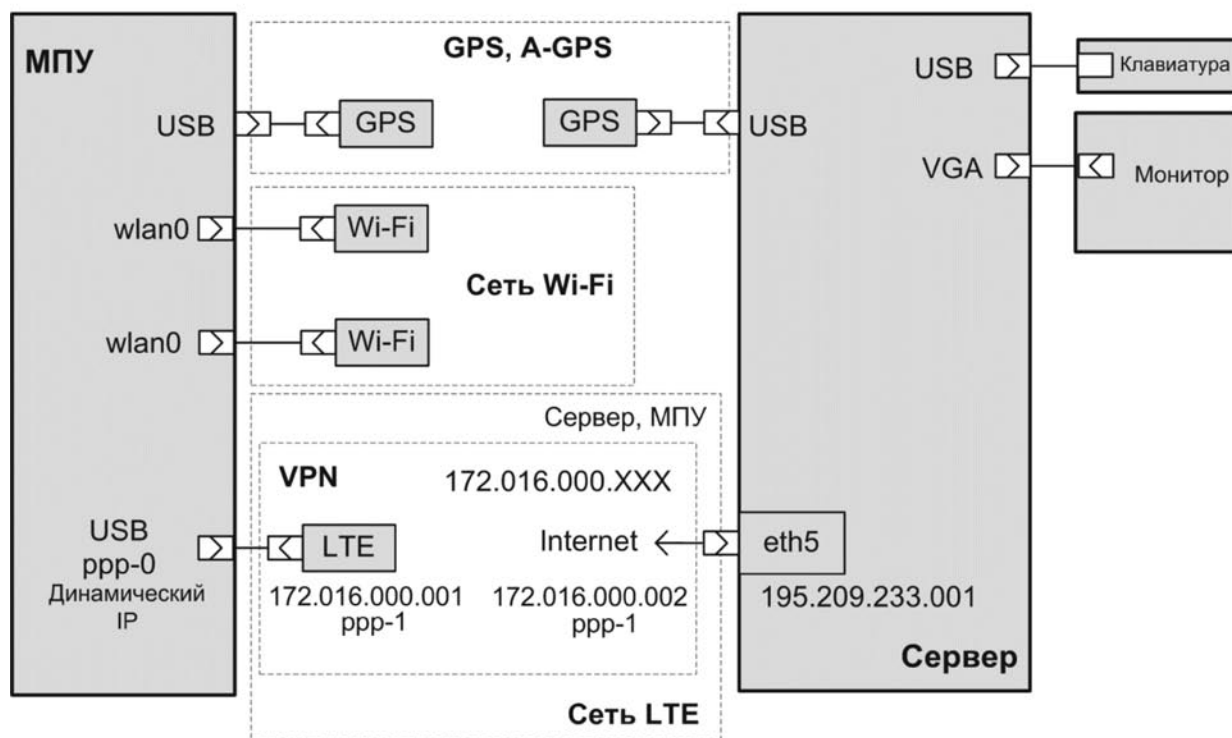 МПУ
GPS, A-GPS
USB
GPS
GPS
USB
USB
Клавиатура
VGA
Монитор
wlan0
Wi-Fi
Сеть Wi-Fi
wlan0
Wi-Fi
Сервер, МПУ
VPN
172.016.000.XXX
USB
ppp-0
Динамический
IP
LTE
Internet
eth5
172.016.000.001
ppp-1
172.016.000.002
ppp-1
195.209.233.001
Сервер
Сеть LTE